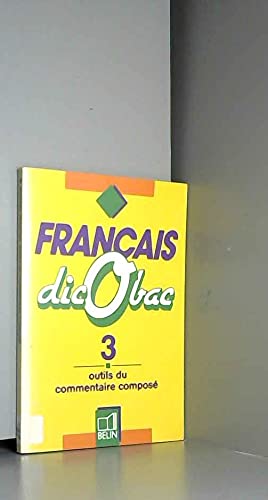 FRANÇAIS
dicObac
3
outils du
commentaire composé
BELIN